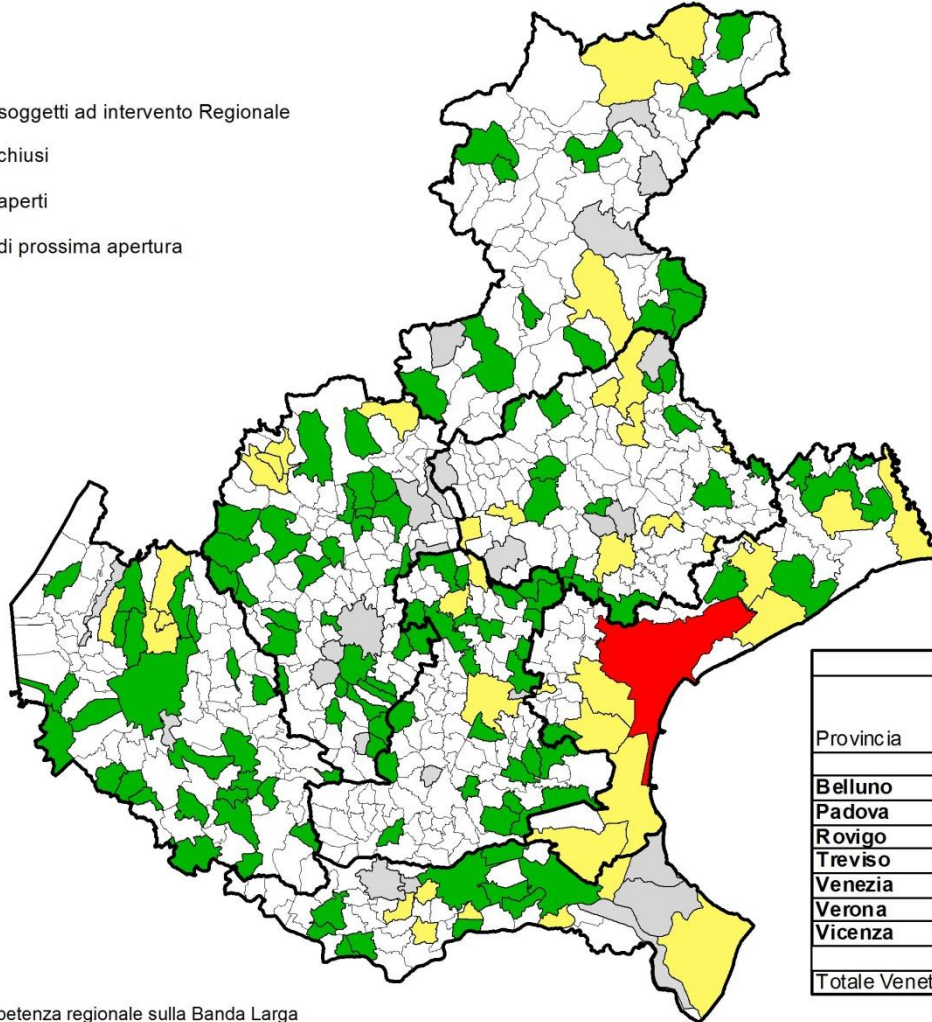 soggetti ad intervento Regionale
chiusi
aperti
di prossima apertura
Provincia
Belluno
Padova
Rovigo
Treviso
Venezia
Verona
Vicenza
Totale Venet
petenza regionale sulla Banda Larga